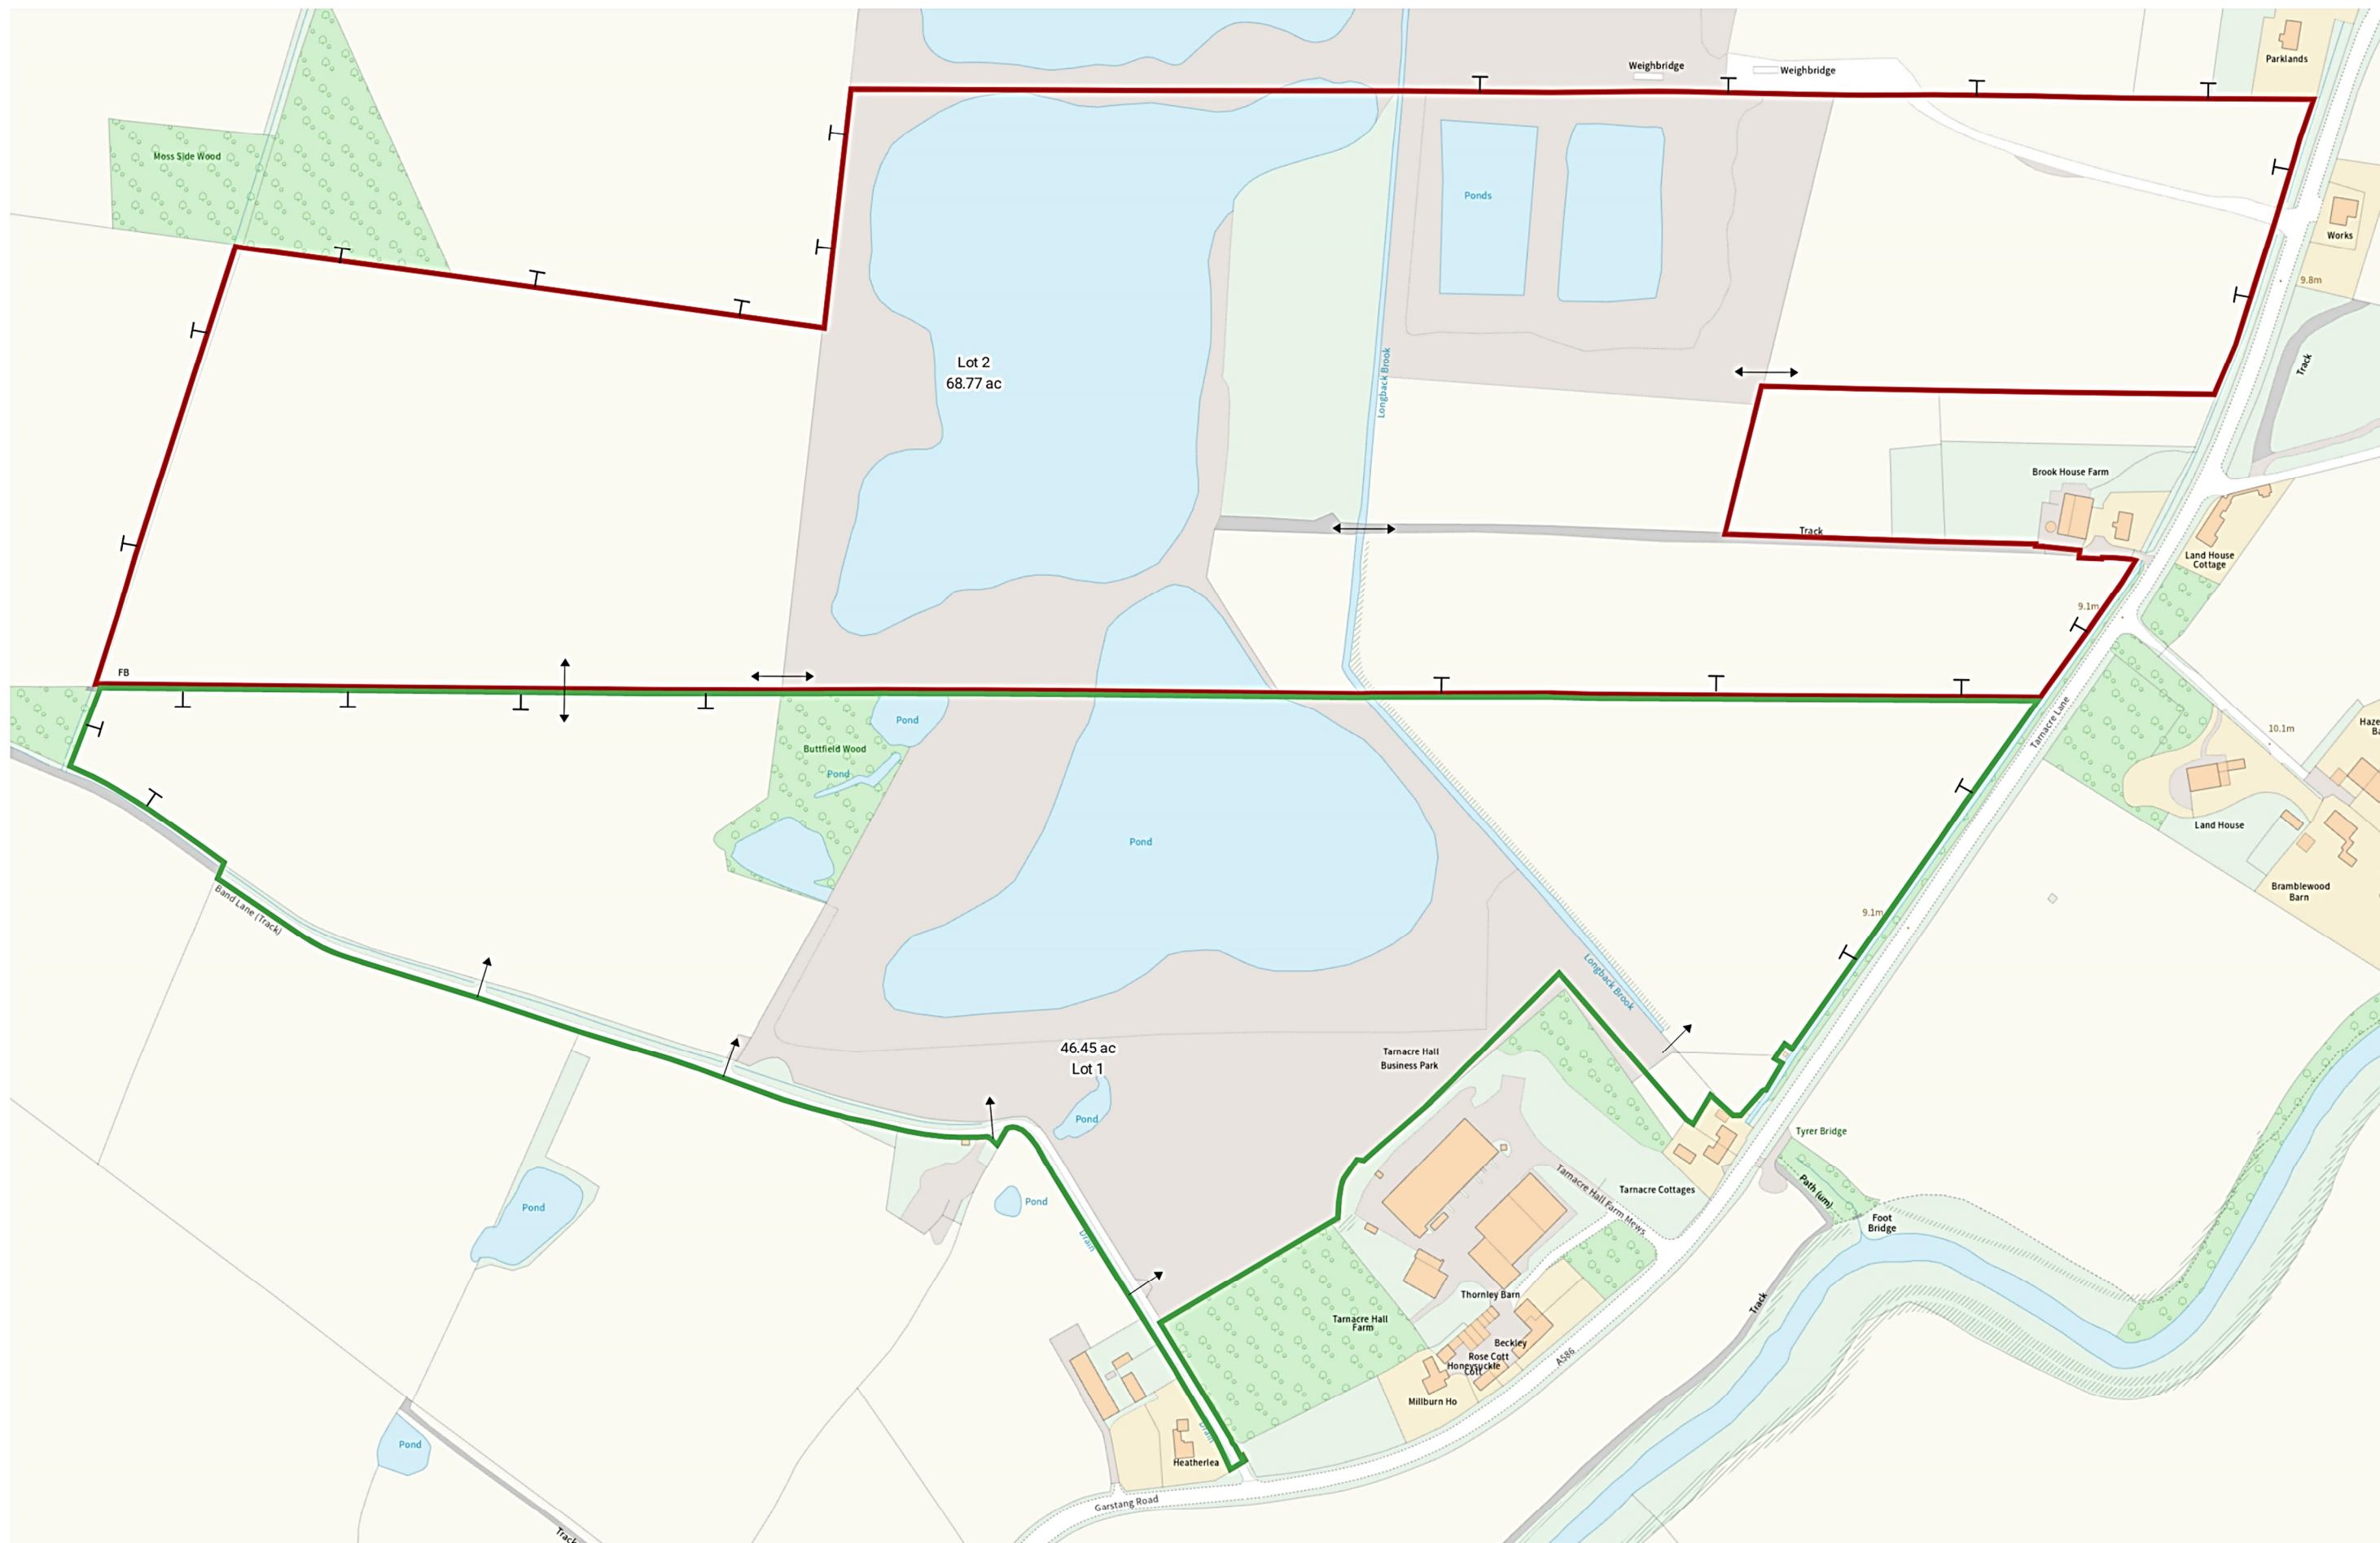 Parklands
Weighbridge
Weighbridge
Moss Side Wood
Ponds
Works
9.8m
Lot 2
68.77 ac
Longback Brook
Track
Brook House Farm
Track
Land House
Cottage
9.1m
FB
Tarnacre Lane
10.1m
Pond
Buttfield Wood
Pond
Pond
Land House
Bramblewood
Barn
9.1m
Band Lane (Track)
Longback Brook
46.45 ac
Lot 1
Tarnacre Hall
Business Park
Pond
Tyrer Bridge
Path (um)
Tarnacre Hall Farm Mews
Tarnacre Cottages
Pond
Pond
Foot
Bridge
Drain
Thornley Barn
Track
Tarnacre Hall
Farm
Beckley
Rose Cott
Honeysuckle
Cott
A586
Millburn Ho
Drain
Pond
Heatherlea
Garstang Road
Track